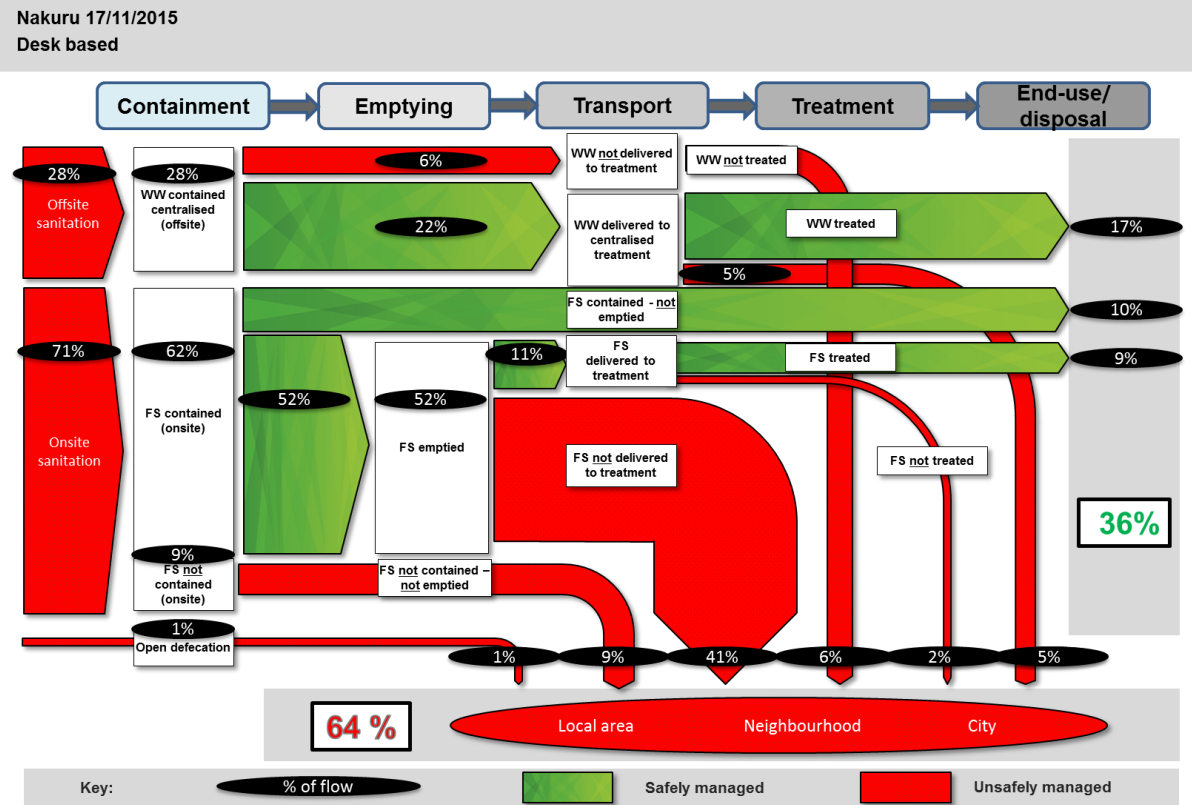 Nakuru 17/11/2015
Desk based
Containment
Emptying
Transport
Treatment
End-use/
disposal
28%
Offsite
sanitation
28%
WW contained
centralised
(offsite)
6%
WW not delivered
to treatment
WW not treated
22%
WW delivered to
centralised
treatment
WW treated
17%
5%
FS contained - not
emptied
10%
71%
Onsite
sanitation
62%
FS contained
(onsite)
52%
52%
FS emptied
11%
FS
delivered to
treatment
FS treated
9%
FS not delivered
to treatment
FS not treated
36%
9%
FS not
contained
(onsite)
FS not contained –
not emptied
1%
Open defecation
1%
9%
41%
6%
2%
5%
64 %
Local area
Neighbourhood
City
Key:
% of flow
Safely managed
Unsafely managed